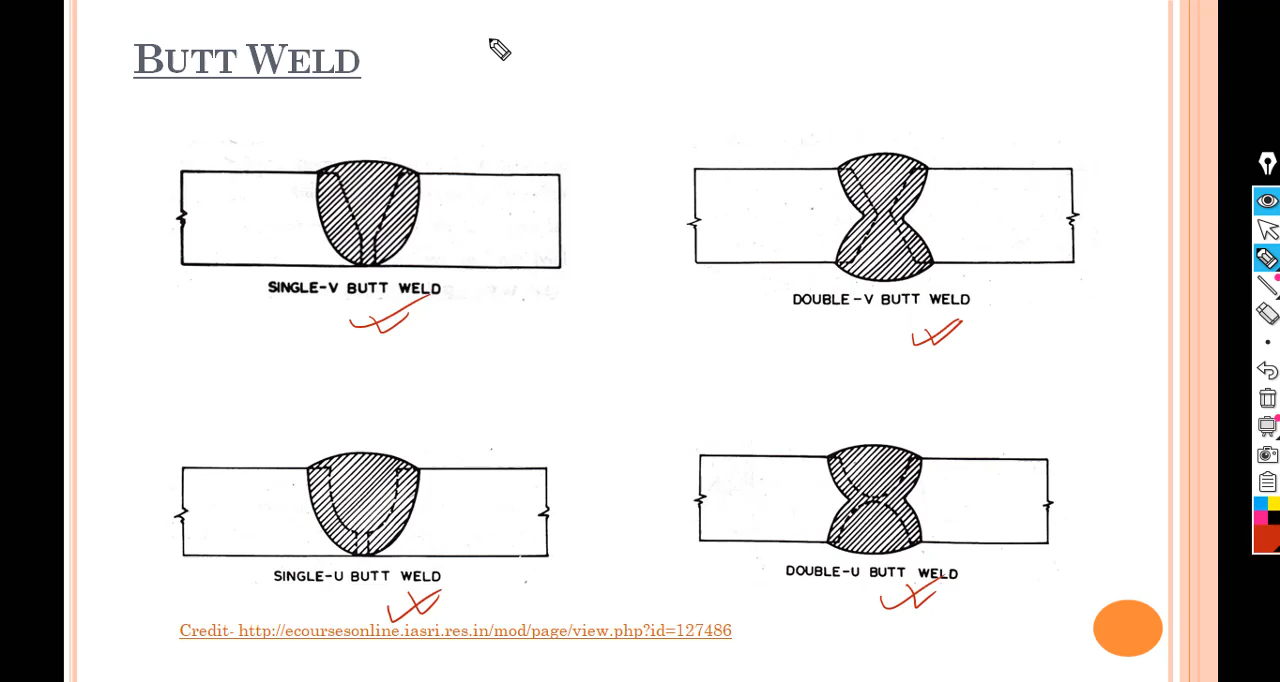 BUTT WELD
SINGLE-V BUTT WELD
DOUBLE-V BUTT WELD
SINGLE-U BUTT WELD
DOUBLE-U BUTT WELD
Credit- http://ecoursesonline.iasri.res.in/mod/page/view.php?id=127486